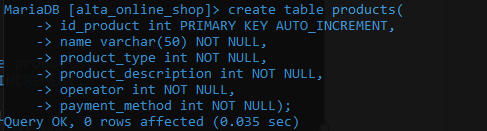 MariaDB [alta_online_shop]> create table products(
    -> id_product int PRIMARY KEY AUTO_INCREMENT,
    -> name varchar(50) NOT NULL,
    -> product_type int NOT NULL,
    -> product_description int NOT NULL,
    -> operator int NOT NULL,
    -> payment_method int NOT NULL);
Query OK, 0 rows affected (0.035 sec)